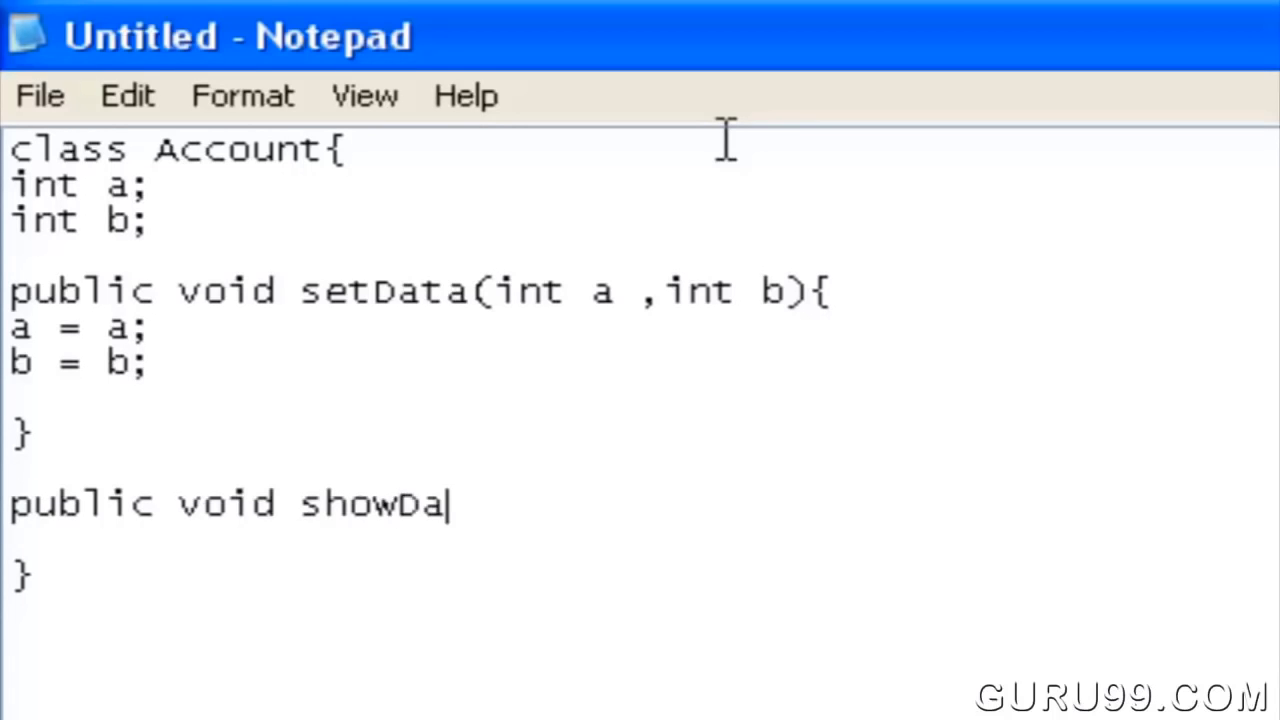 Untitled - Notepad
File Edit Format View Help
class Account{
int a;
int b;
public void setData(int a ,int b){
a = a;
b = b;
}
public void showDa
}
GURU99.COM